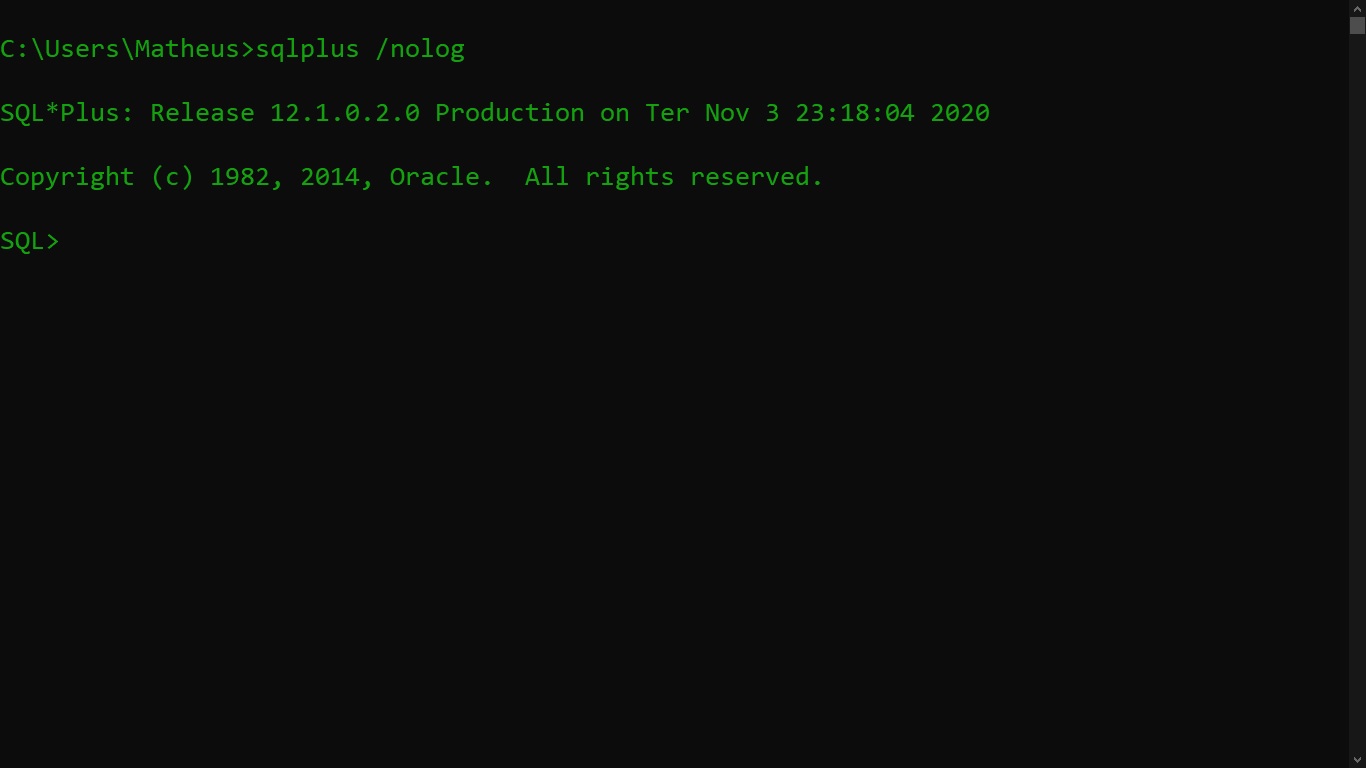 C:\Users\Matheus>sqlplus /nolog
SQL*Plus: Release 12.1.0.2.0 Production on Ter Nov 3 23:18:04 2020
Copyright (c) 1982, 2014, Oracle.  All rights reserved.
SQL>